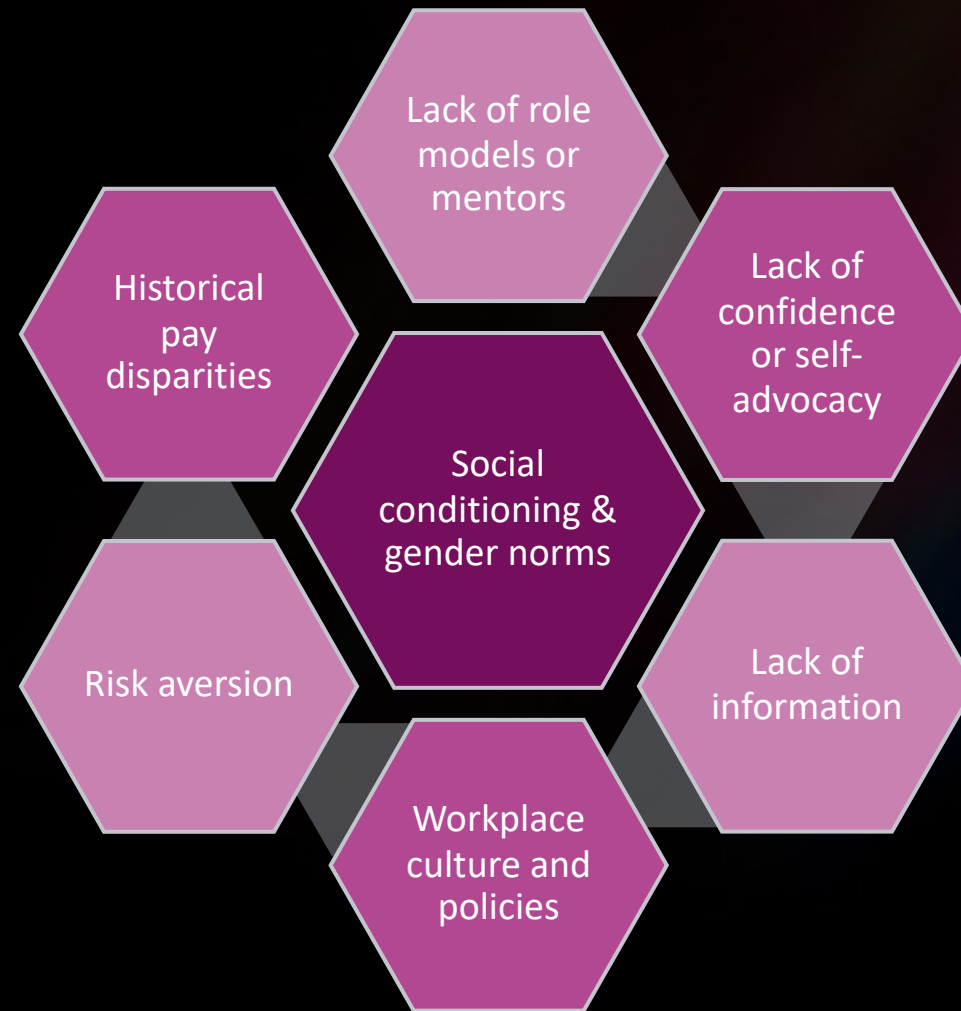 Lack of role
models or
mentors
Lack of
confidence
or self-
advocacy
Lack of
information
Workplace
culture and
policies
Risk aversion
Historical
pay
disparities
Social
conditioning &
gender norms